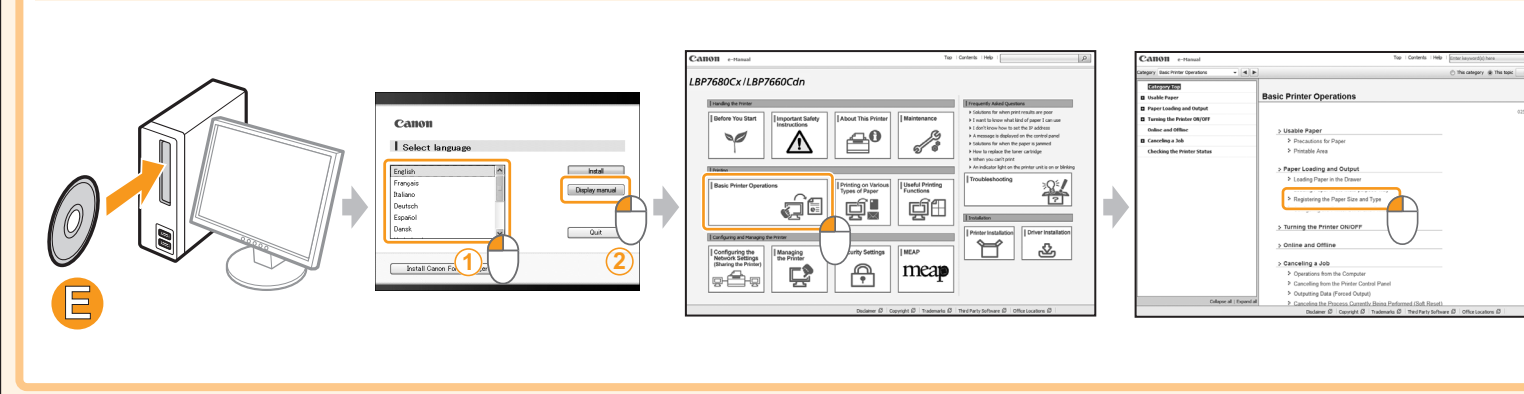 E
Canon
Select language
English
Français
Italiano
Deutsch
Español
Dansk
Install
Display manual
Quit
Install Canon Fo
1
2
Canon e-Manual
Top Contents Help
LBP7680Cx/LBP7660Cdn
Handling the Printer
Before You Start
Important Safety
Instructions
About This Printer
Maintenance
Printing
Basic Printer Operations
Printing on Various
Types of Paper
Useful Printing
Functions
Configuring and Managing the Printer
Configuring the
Network Settings
(Sharing the Printer)
Managing
the Printer
Settings
MEAP
meap
Frequently Asked Questions
Solutions for when print results are poor
I want to know what kind of paper I can use
I don't know how to set the IP address
A message is displayed on the control panel
Solutions for when the paper is jammed
How to replace the toner cartridge
When you can't print
An indicator light on the printer unit is on or blinking
Troubleshooting
Installation
Printer Installation
Driver Installation
Disclaimer Copyright Trademarks Third Party Software Office Locations
Canon e-Manual
Top Contents Help Enter keyword(s) here
Category Basic Printer Operations
This category This topic
Category Top
Usable Paper
Paper Loading and Output
Turning the Printer ON/OFF
Online and Offline
Canceling a Job
Checking the Printer Status
Collapse all Expand all
Basic Printer Operations
Usable Paper
Precautions for Paper
Printable Area
Paper Loading and Output
Loading Paper in the Drawer
Registering the Paper Size and Type
Turning the Printer ON/OFF
Online and Offline
Canceling a Job
Operations from the Computer
Cancelling from the Printer Control Panel
Outputting Data (Forced Output)
Canceling the Process Currently Being Performed (Soft Reset)
Disclaimer Copyright Trademarks Third Party Software Office Locations